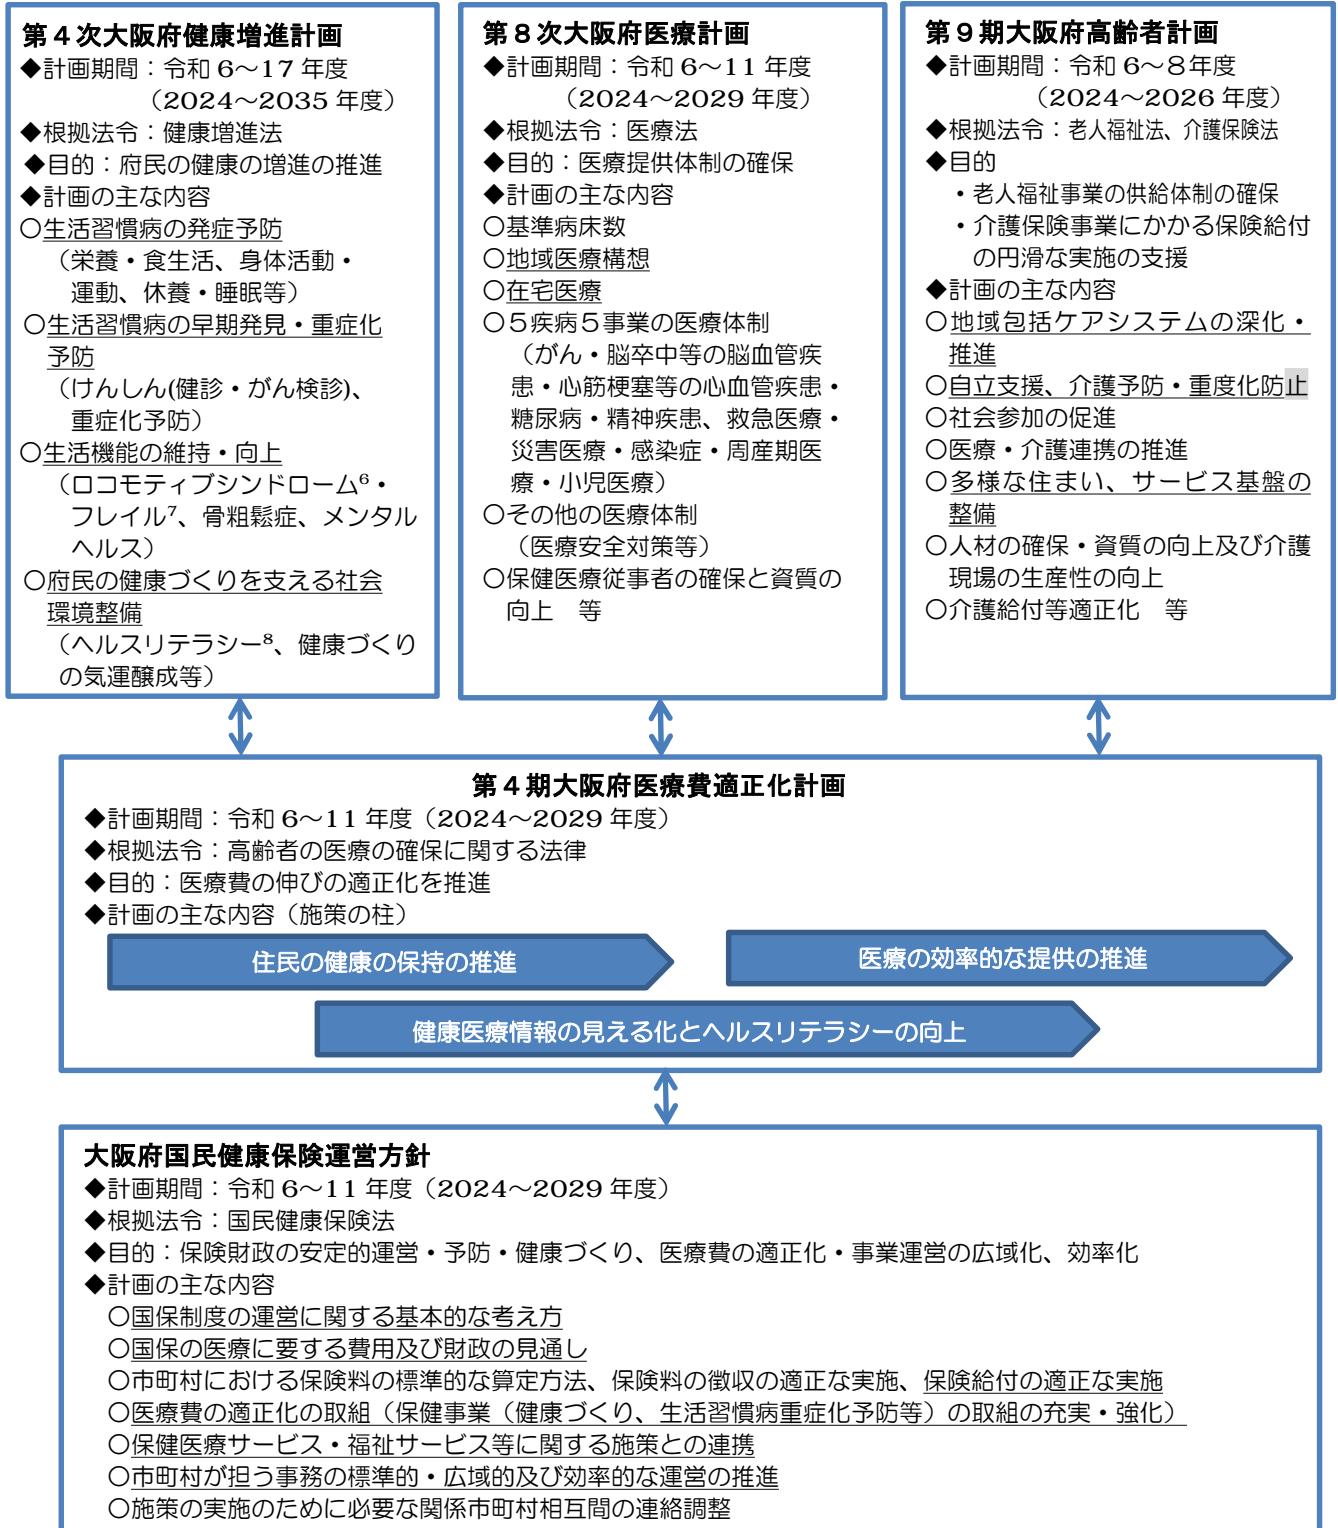 第４次大阪府健康増進計画
◆計画期間：令和 6～17 年度
（2024～2035 年度）
◆根拠法令：健康増進法
◆目的：府民の健康の増進の推進
◆計画の主な内容
○生活習慣病の発症予防
（栄養・食生活、身体活動・
運動、休養・睡眠等）
○生活習慣病の早期発見・重症化
予防
（けんしん(健診・がん検診)、
重症化予防）
○生活機能の維持・向上
（ロコモティブシンドローム⁶・
フレイル⁷、骨粗鬆症、メンタル
ヘルス）
○府民の健康づくりを支える社会
環境整備
（ヘルスリテラシー⁸、健康づくり
の気運醸成等）
第８次大阪府医療計画
◆計画期間：令和 6～11 年度
（2024～2029 年度）
◆根拠法令：医療法
◆目的：医療提供体制の確保
◆計画の主な内容
○基準病床数
○地域医療構想
○在宅医療
○５疾病５事業の医療体制
（がん・脳卒中等の脳血管疾
患・心筋梗塞等の心血管疾患・
糖尿病・精神疾患、救急医療・
災害医療・感染症・周産期医
療・小児医療）
○その他の医療体制
（医療安全対策等）
○保健医療従事者の確保と資質の
向上　等
第９期大阪府高齢者計画
◆計画期間：令和 6～８年度
（2024～2026 年度）
◆根拠法令：老人福祉法、介護保険法
◆目的
・老人福祉事業の供給体制の確保
・介護保険事業にかかる保険給付
の円滑な実施の支援
◆計画の主な内容
○地域包括ケアシステムの深化・
推進
○自立支援、介護予防・重度化防止
○社会参加の促進
○医療・介護連携の推進
○多様な住まい、サービス基盤の
整備
○人材の確保・資質の向上及び介護
現場の生産性の向上
○介護給付等適正化　等
第４期大阪府医療費適正化計画
◆計画期間：令和 6～11 年度（2024～2029 年度）
◆根拠法令：高齢者の医療の確保に関する法律
◆目的：医療費の伸びの適正化を推進
◆計画の主な内容（施策の柱）
住民の健康の保持の推進
医療の効率的な提供の推進
健康医療情報の見える化とヘルスリテラシーの向上
大阪府国民健康保険運営方針
◆計画期間：令和 6～11 年度（2024～2029 年度）
◆根拠法令：国民健康保険法
◆目的：保険財政の安定的運営・予防・健康づくり、医療費の適正化・事業運営の広域化、効率化
◆計画の主な内容
○国保制度の運営に関する基本的な考え方
○国保の医療に要する費用及び財政の見通し
○市町村における保険料の標準的な算定方法、保険料の徴収の適正な実施、保険給付の適正な実施
○医療費の適正化の取組（保健事業（健康づくり、生活習慣病重症化予防等）の取組の充実・強化）
○保健医療サービス・福祉サービス等に関する施策との連携
○市町村が担う事務の標準的・広域的及び効率的な運営の推進
○施策の実施のために必要な関係市町村相互間の連絡調整